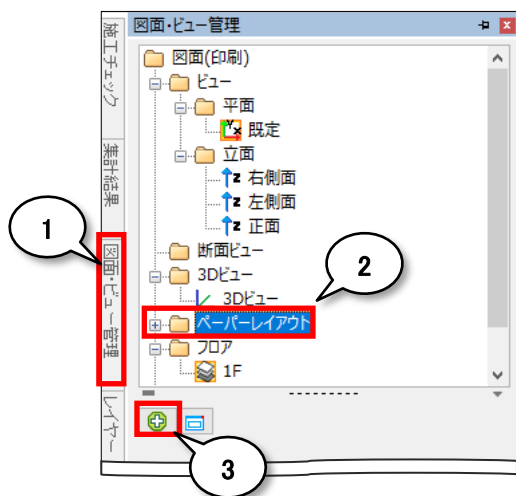 図面・ビュー管理
施工チェック
集計結果
図面・ビュー管理
レイヤー
図面(印刷)
ビュー
平面
既定
立面
右側面
左側面
正面
断面ビュー
3Dビュー
3Dビュー
ペーパーレイアウト
フロア
1F
1
2
3